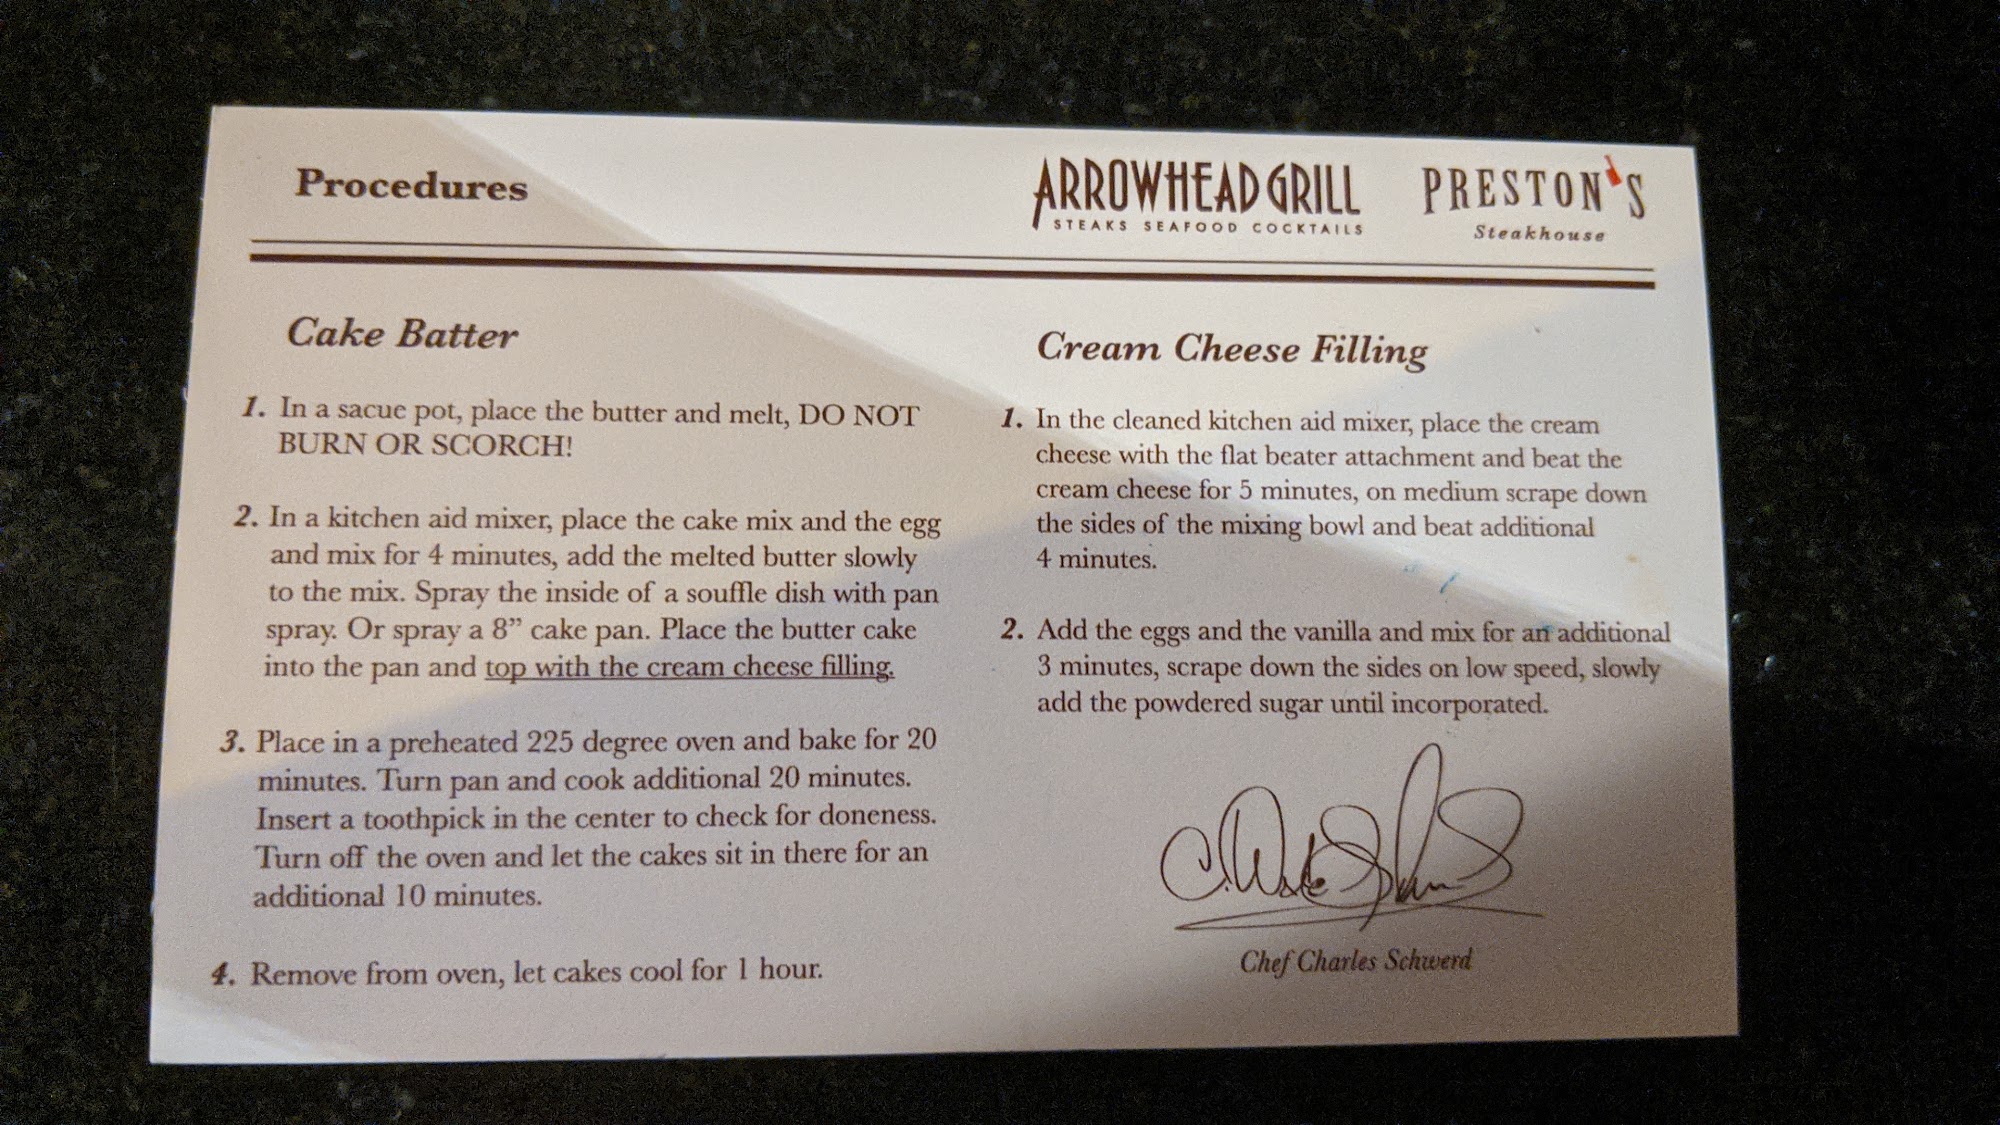 Procedures
ARROWHEAD GRILL
STEAKS SEAFOOD COCKTAILS
PRESTON'S
Steakhouse
Cake Batter
1. In a sacue pot, place the butter and melt, DO NOT
BURN OR SCORCH!
2. In a kitchen aid mixer, place the cake mix and the egg
and mix for 4 minutes, add the melted butter slowly
to the mix. Spray the inside of a souffle dish with pan
spray. Or spray a 8” cake pan. Place the butter cake
into the pan and top with the cream cheese filling.
3. Place in a preheated 225 degree oven and bake for 20
minutes. Turn pan and cook additional 20 minutes.
Insert a toothpick in the center to check for doneness.
Turn off the oven and let the cakes sit in there for an
additional 10 minutes.
4. Remove from oven, let cakes cool for 1 hour.
Cream Cheese Filling
1. In the cleaned kitchen aid mixer, place the cream
cheese with the flat beater attachment and beat the
cream cheese for 5 minutes, on medium scrape down
the sides of the mixing bowl and beat additional
4 minutes.
2. Add the eggs and the vanilla and mix for an additional
3 minutes, scrape down the sides on low speed, slowly
add the powdered sugar until incorporated.
Chef Charles Schwerd